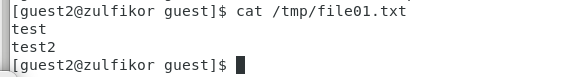 [guest2@zulfikor guest]$ cat /tmp/file01.txt
test
test2
[guest2@zulfikor guest]$